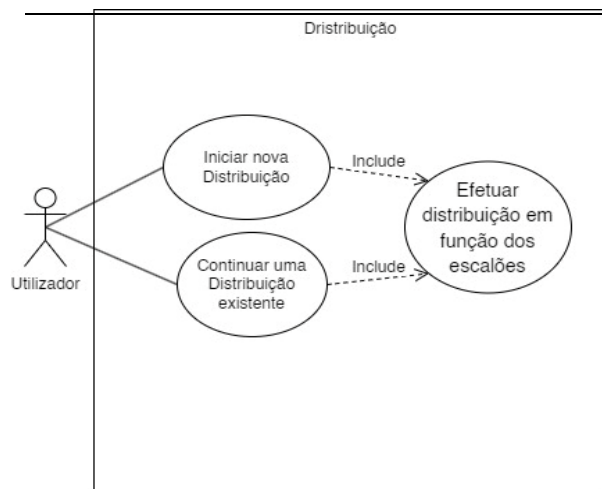 Dristribuição
Iniciar nova
Distribuição
Include
Efetuar
distribuição em
função dos
escalões
Utilizador
Continuar uma
Distribuição
existente
Include